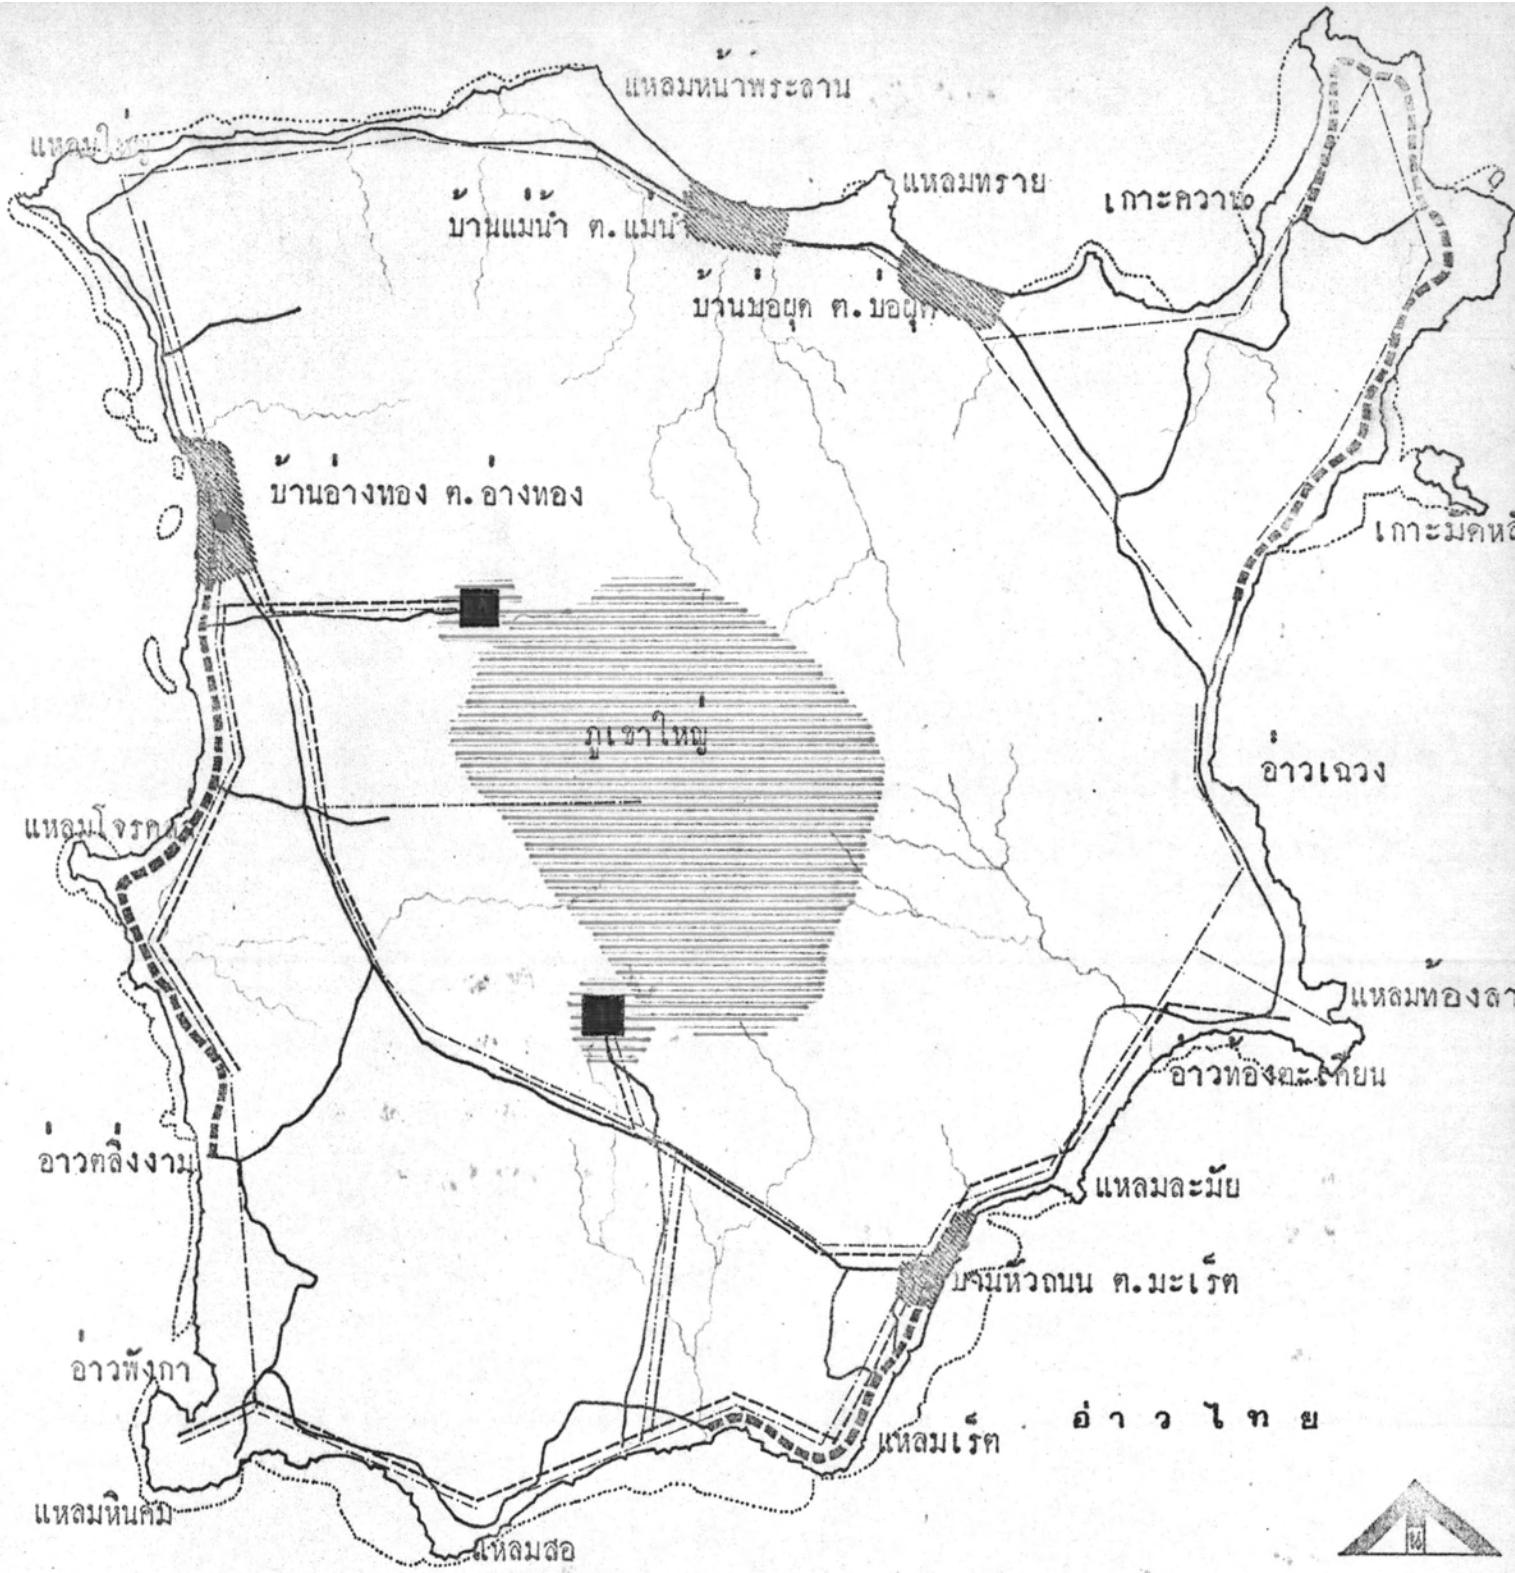 แหลมหน้าพระลาน
แหลมใหญ่
แหลมทราย
เกาะควาย
บ้านแม่น้ำ ต.แม่น้ำ
บ้านบ่อผุด ต.บ่อผุด
บ้านอ่างทอง ต.อ่างทอง
เกาะมัดหลั
ภูเขาใหญ่
อ่าวเฉวง
แหลมโจรคร่ำ
แหลมท้องลา
อ่าวท้องตะเคียน
อ่าวตลิ่งงาม
แหลมละมัย
บ้านหัวถนน ต.มะเร็ต
อ่าวพังกา
อ่าวไทย
แหลมเร็ต
แหลมหินคม
แหลมสอ
น